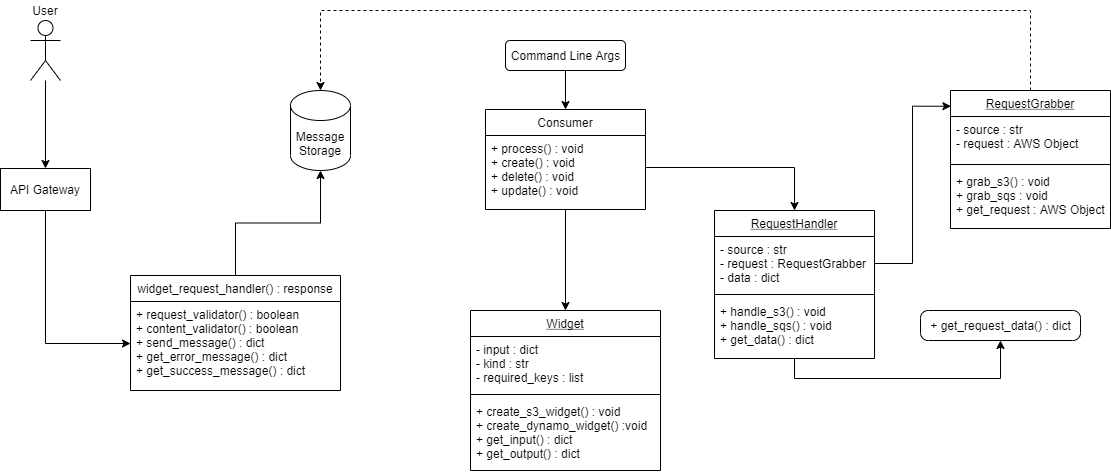 User
API Gateway
widget_request_handler() : response
+ request_validator() : boolean
+ content_validator() : boolean
+ send_message() : dict
+ get_error_message() : dict
+ get_success_message() : dict
Message
Storage
Command Line Args
Consumer
+ process() : void
+ create() : void
+ delete() : void
+ update() : void
Widget
- input : dict
- kind : str
- required_keys : list
+ create_s3_widget() : void
+ create_dynamo_widget() :void
+ get_input() : dict
+ get_output() : dict
RequestHandler
- source : str
- request : RequestGrabber
- data : dict
+ handle_s3() : void
+ handle_sqs() : void
+ get_data() : dict
RequestGrabber
- source : str
- request : AWS Object
+ grab_s3() : void
+ grab_sqs : void
+ get_request : AWS Object
+ get_request_data() : dict